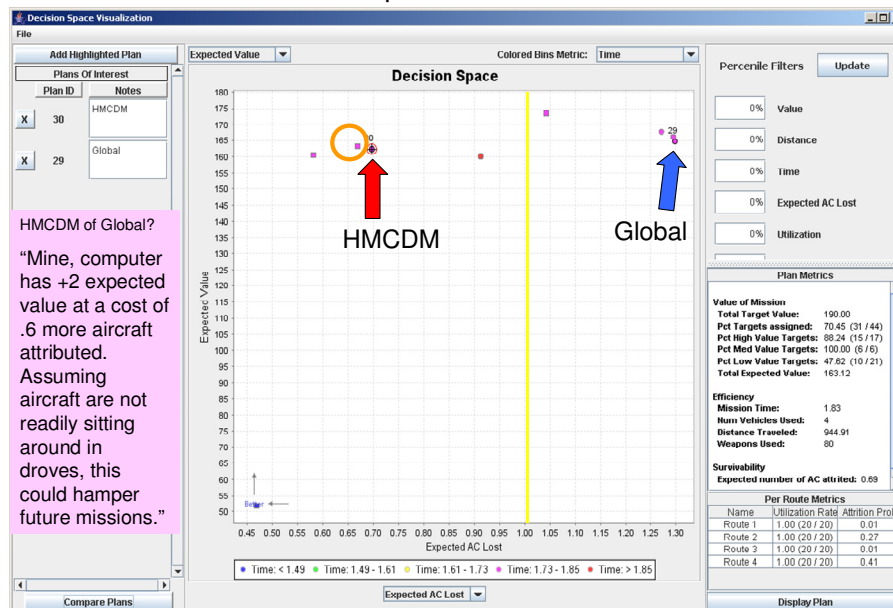 Decision Space Visualization
File
Add Highlighted Plan
Plans Of Interest
Plan ID Notes
X 30 HMCDM
X 29 Global
HMCDM of Global?
“Mine, computer
has +2 expected
value at a cost of
.6 more aircraft
attributed.
Assuming
aircraft are not
readily sitting
around in
droves, this
could hamper
future missions.”
Compare Plans
Expected Value
Colored Bins Metric: Time
Decision Space
Expected Value
180
175
170
165
160
155
150
145
140
135
130
125
120
115
110
105
100
95
90
85
80
75
70
65
60
55
50
0
29
HMCDM
Global
Better
0.45 0.50 0.55 0.60 0.65 0.70 0.75 0.80 0.85 0.90 0.95 1.00 1.05 1.10 1.15 1.20 1.25 1.30
Expected AC Lost
Time: < 1.49 Time: 1.49 - 1.61 Time: 1.61 - 1.73 Time: 1.73 - 1.85 Time: > 1.85
Expected AC Lost
Percenile Filters Update
0% Value
0% Distance
0% Time
0% Expected AC Lost
0% Utilization
Plan Metrics
Value of Mission
Total Target Value: 190.00
Pct Targets assigned: 70.45 (31 / 44)
Pct High Value Targets: 88.24 (15 / 17)
Pct Med Value Targets: 100.00 (6 / 6)
Pct Low Value Targets: 47.62 (10 / 21)
Total Expected Value: 163.12
Efficiency
Mission Time: 1.83
Num Vehicles Used: 4
Distance Traveled: 944.91
Weapons Used: 80
Survivability
Expected number of AC attrited: 0.69
Per Route Metrics
Name Utilization Rate Attrition Prol
Route 1 1.00 (20 / 20) 0.01
Route 2 1.00 (20 / 20) 0.27
Route 3 1.00 (20 / 20) 0.01
Route 4 1.00 (20 / 20) 0.41
Display Plan